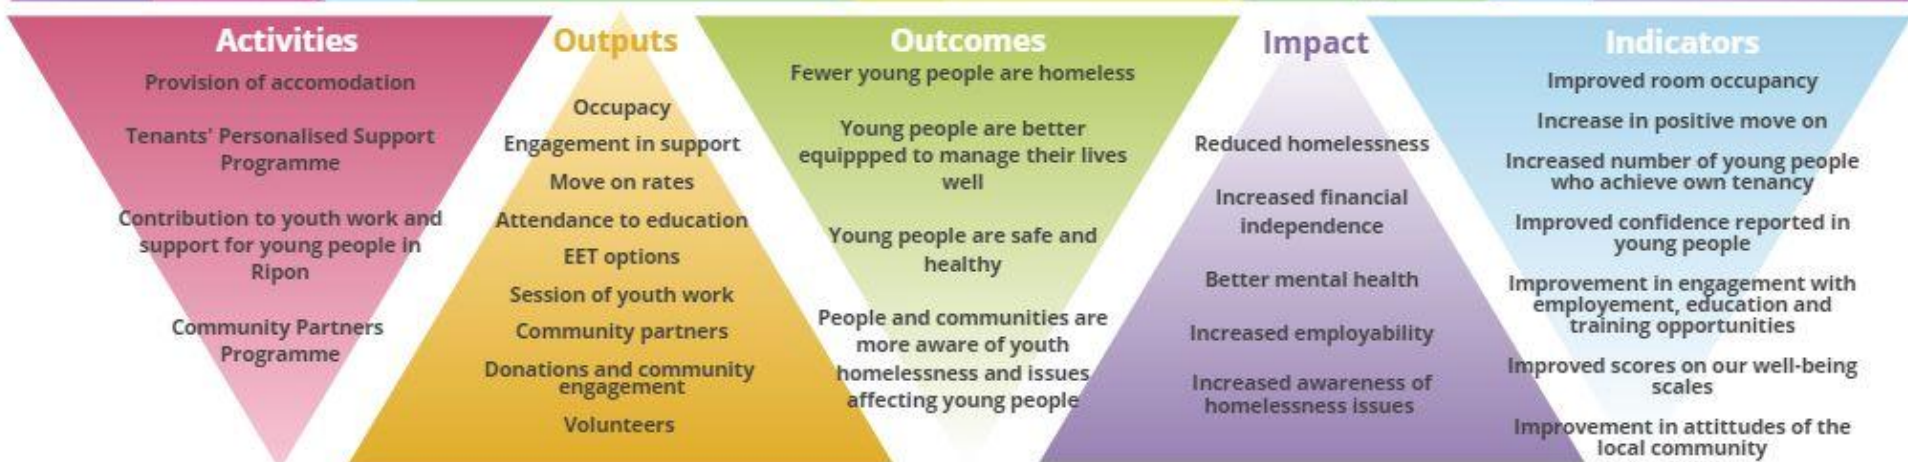 Activities
Provision of accomodation
Tenants' Personalised Support
Programme
Contribution to youth work and
support for young people in
Ripon
Community Partners
Programme
Outputs
Occupacy
Engagement in support
Move on rates
Attendance to education
EET options
Session of youth work
Community partners
Donations and community
engagement
Volunteers
Outcomes
Fewer young people are homeless
Young people are better
equippped to manage their lives
well
Young people are safe and
healthy
People and communities are
more aware of youth
homelessness and issues
affecting young people
Impact
Reduced homelessness
Increased financial
independence
Better mental health
Increased employability
Increased awareness of
homelessness issues
Indicators
Improved room occupancy
Increase in positive move on
Increased number of young people
who achieve own tenancy
Improved confidence reported in
young people
Improvement in engagement with
employement, education and
training opportunities
Improved scores on our well-being
scales
Improvement in attitudes of the
local community